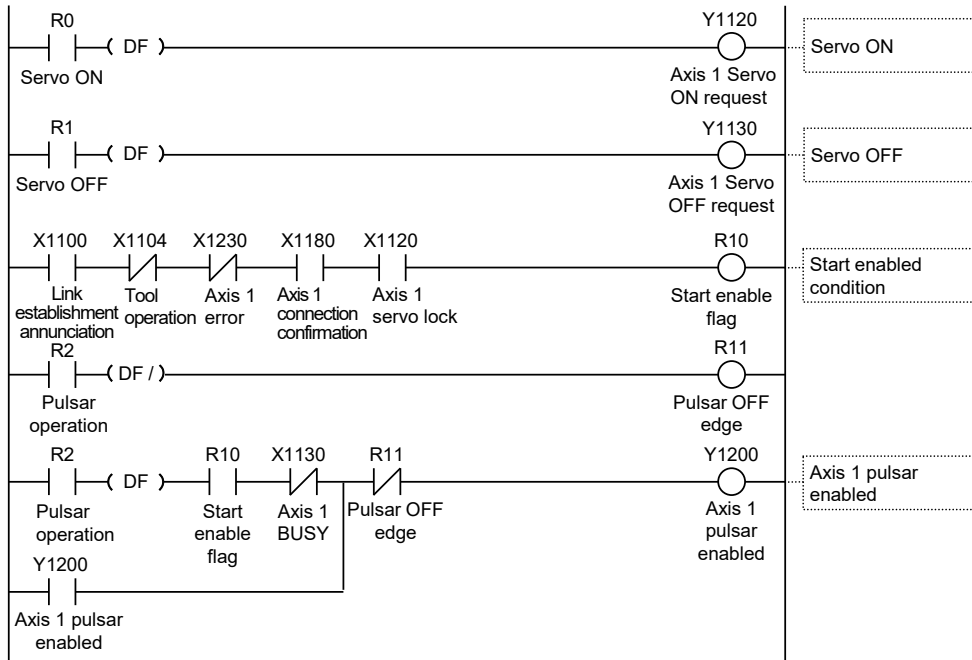 R0
Y1120
DF
Servo ON
Servo ON
Axis 1 Servo
ON request
R1
Y1130
DF
Servo OFF
Servo OFF
Axis 1 Servo
OFF request
X1100 X1104 X1230 X1180 X1120
R10
Link
establishment
annunciation
Tool
operation
Axis 1
error
Axis 1
connection
confirmation
Axis 1
servo lock
Start enable
flag
Start enabled
condition
R2
R11
DF /
Pulsar
operation
Pulsar OFF
edge
R2
R10
X1130
R11
Y1200
DF
Pulsar
operation
Start
enable
flag
Axis 1
BUSY
Pulsar OFF
edge
Axis 1
pulsar
enabled
Axis 1 pulsar
enabled
Y1200
Axis 1 pulsar
enabled